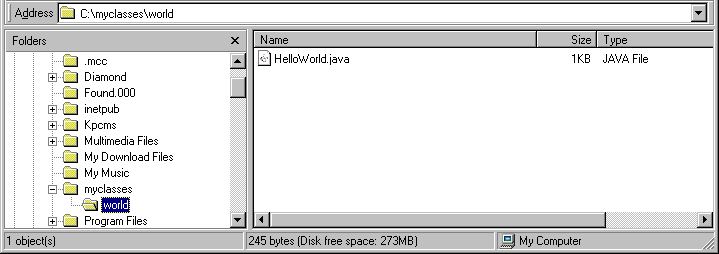 Address C:\myclasses\world
Folders
Name Size Type
.mcc
Diamond
Found.000
inetpub
Kpcms
Multimedia Files
My Download Files
My Music
myclasses
world
Program Files
HelloWorld.java 1KB JAVA File
1 object(s) 245 bytes (Disk free space: 273MB) My Computer